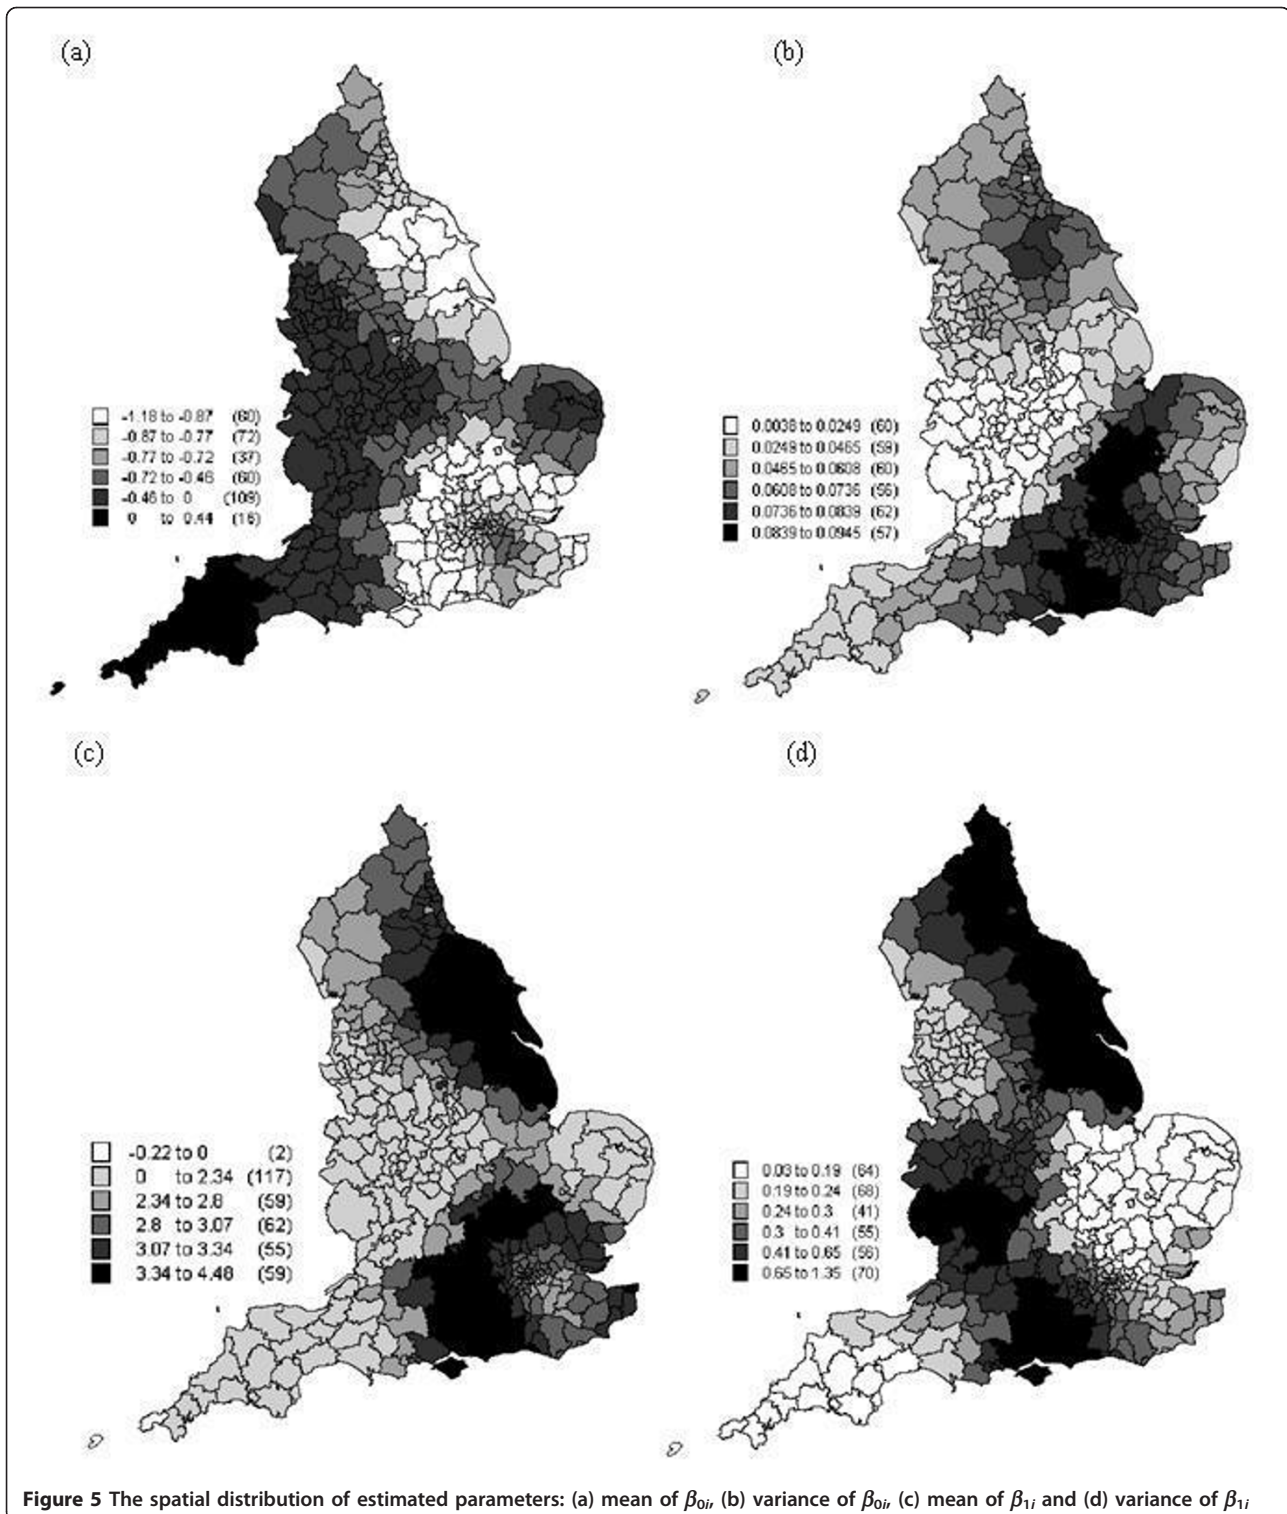 (a)
(b)
-1.18 to -0.87 (60)
-0.87 to -0.77 (72)
-0.77 to -0.72 (37)
-0.72 to -0.46 (60)
-0.46 to 0 (109)
0 to 0.44 (16)
0.0038 to 0.0249 (60)
0.0249 to 0.0465 (59)
0.0465 to 0.0608 (60)
0.0608 to 0.0736 (56)
0.0736 to 0.0839 (62)
0.0839 to 0.0945 (57)
(c)
(d)
-0.22 to 0 (2)
0 to 2.34 (117)
2.34 to 2.8 (59)
2.8 to 3.07 (62)
3.07 to 3.34 (55)
3.34 to 4.48 (59)
0.03 to 0.19 (64)
0.19 to 0.24 (68)
0.24 to 0.3 (41)
0.3 to 0.41 (55)
0.41 to 0.65 (56)
0.65 to 1.35 (70)
Figure 5 The spatial distribution of estimated parameters: (a) mean of β0i, (b) variance of β0i, (c) mean of β1i and (d) variance of β1i